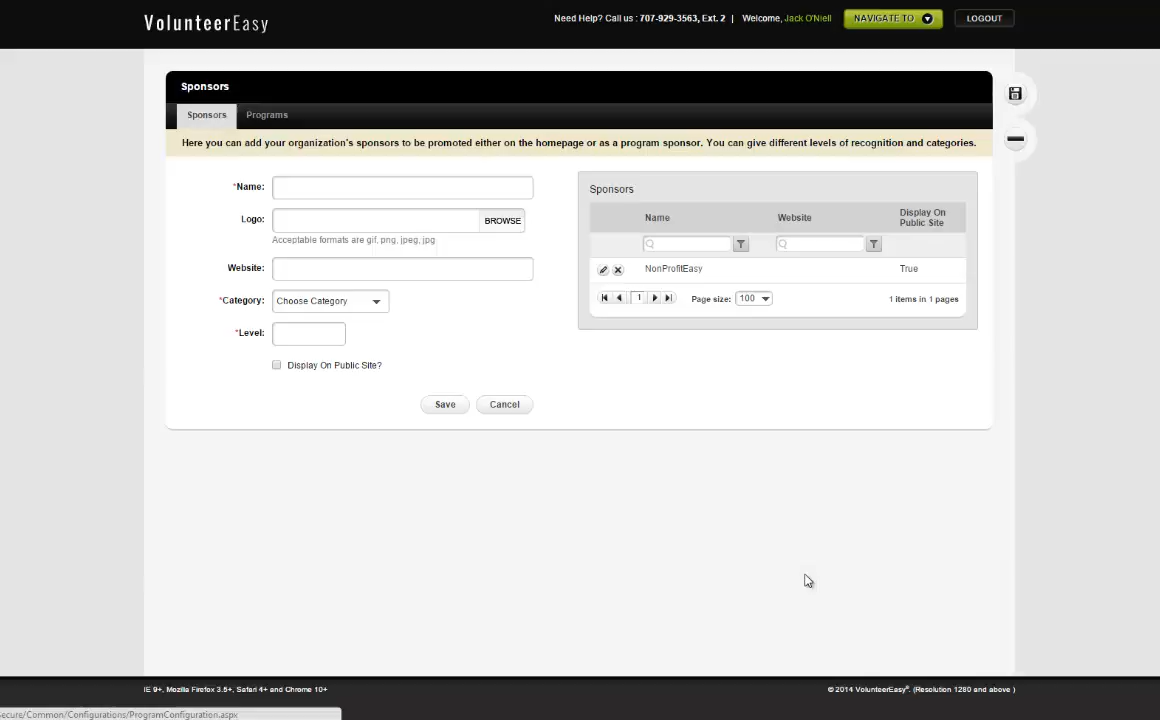 VolunteerEasy
Need Help? Call us : 707-929-3563, Ext. 2 | Welcome, Jack O'Niell
NAVIGATE TO
LOGOUT
Sponsors
Sponsors Programs
Here you can add your organization's sponsors to be promoted either on the homepage or as a program sponsor. You can give different levels of recognition and categories.
*Name:
Logo:
BROWSE
Acceptable formats are gif, png, jpeg, jpg
Website:
*Category:
Choose Category
*Level:
Display On Public Site?
Save Cancel
Sponsors
Name Website Display On
Public Site
NonProfitEasy True
1 Page size: 100 1 items in 1 pages
IE 9+, Mozilla Firefox 3.5+, Safari 4+ and Chrome 10+
© 2014 VolunteerEasy®. (Resolution 1280 and above )
ecure/Common/Configurations/ProgramConfiguration.aspx